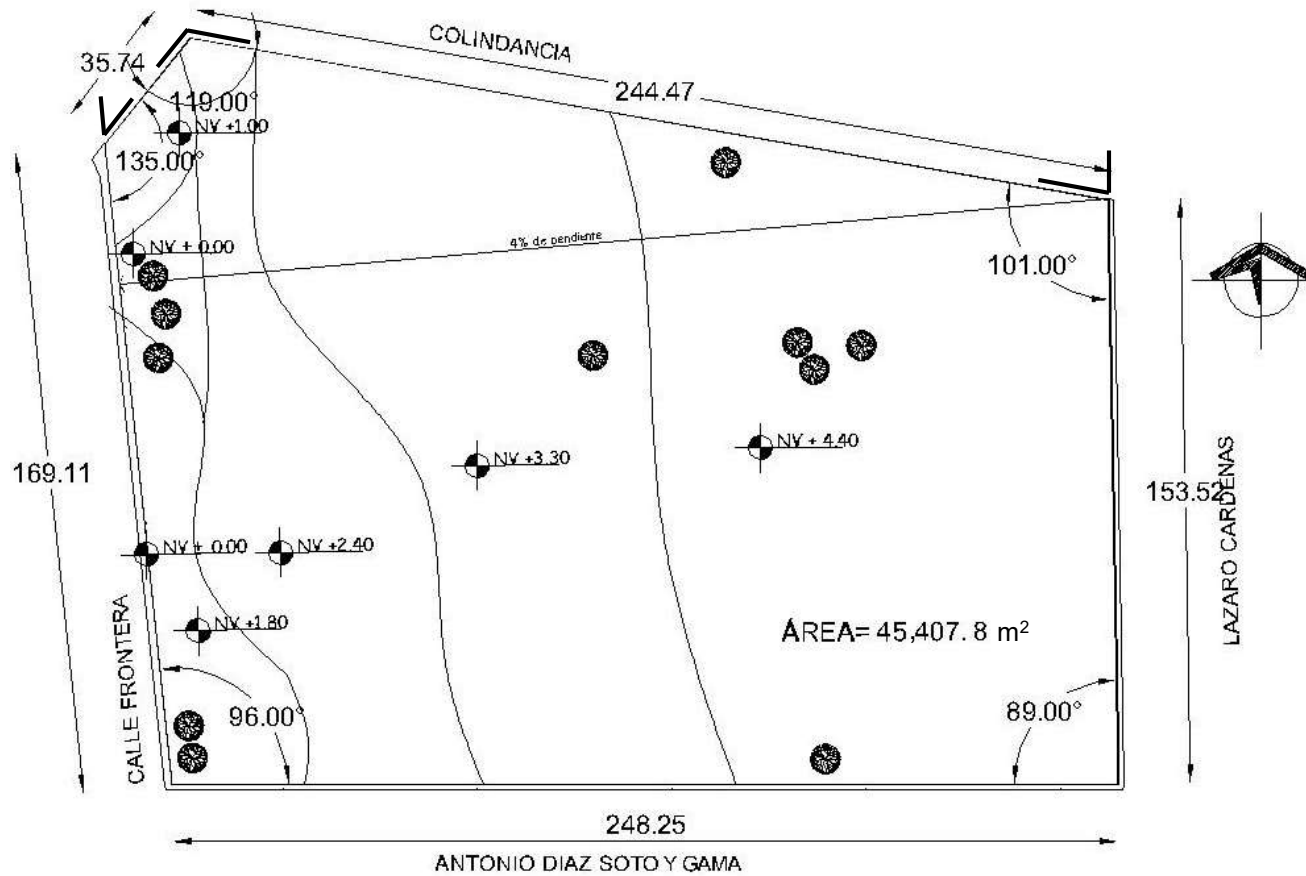 COLINDANCIA
35.74
244.47
119.00°
NV +1.00
135.00°
NV + 0.00
4% de pendiente
101.00°
169.11
NV +3.30
NV + 4.40
153.52
LAZARO CARDENAS
NV + 0.00
NV +2.40
CALLE FRONTERA
NV +1.80
ÁREA= 45,407. 8 m²
96.00°
89.00°
248.25
ANTONIO DIAZ SOTO Y GAMA